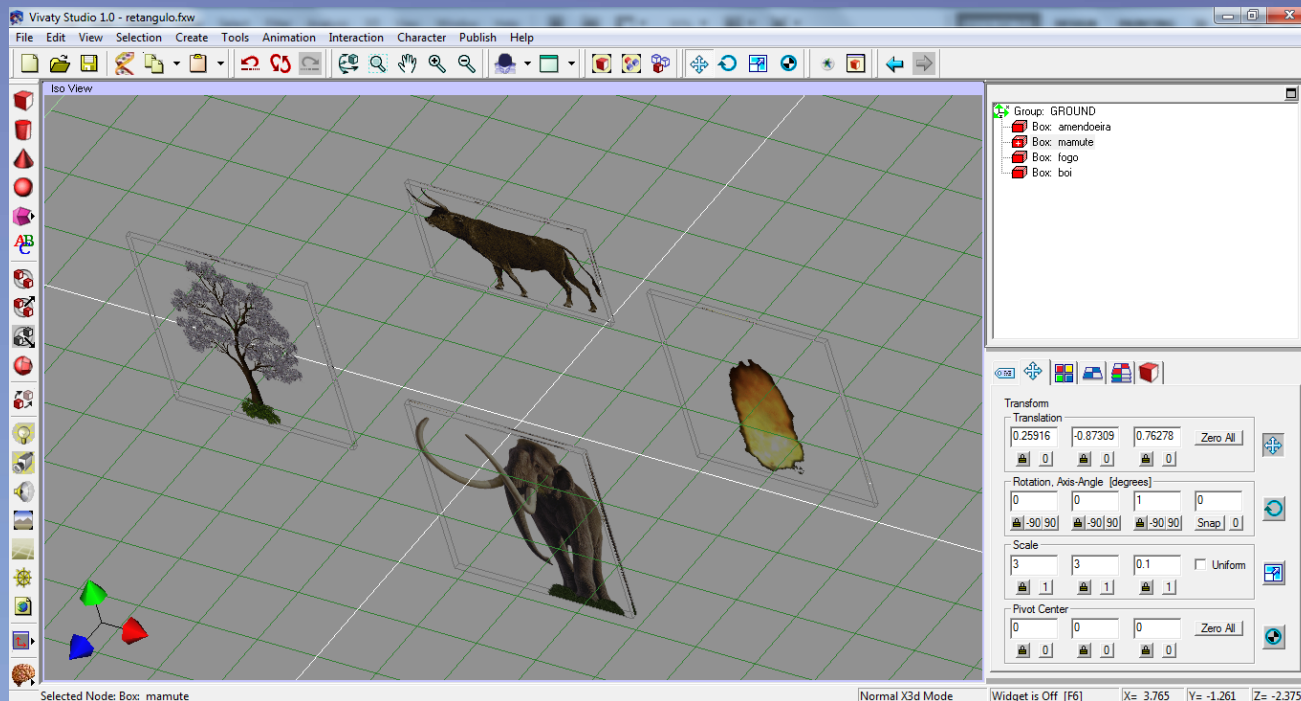 Vivaty Studio 1.0 - retangulo.fxw
File Edit View Selection Create Tools Animation Interaction Character Publish Help
Iso View
Group: GROUND
Box: amendoeira
Box: mamute
Box: fogo
Box: boi
Transform
Translation
0.25916 -0.87309 0.76278 Zero All
0 0 0
Rotation, Axis-Angle [degrees]
0 0 1 0
-90 90 -90 90 -90 90 Snap 0
Scale
3 3 0.1 Uniform
1 1 1
Pivot Center
0 0 0 Zero All
0 0 0
ABC
Selected Node: Box: mamute Normal X3d Mode Widget is Off [F6] X= 3.765 Y= -1.261 Z= -2.375